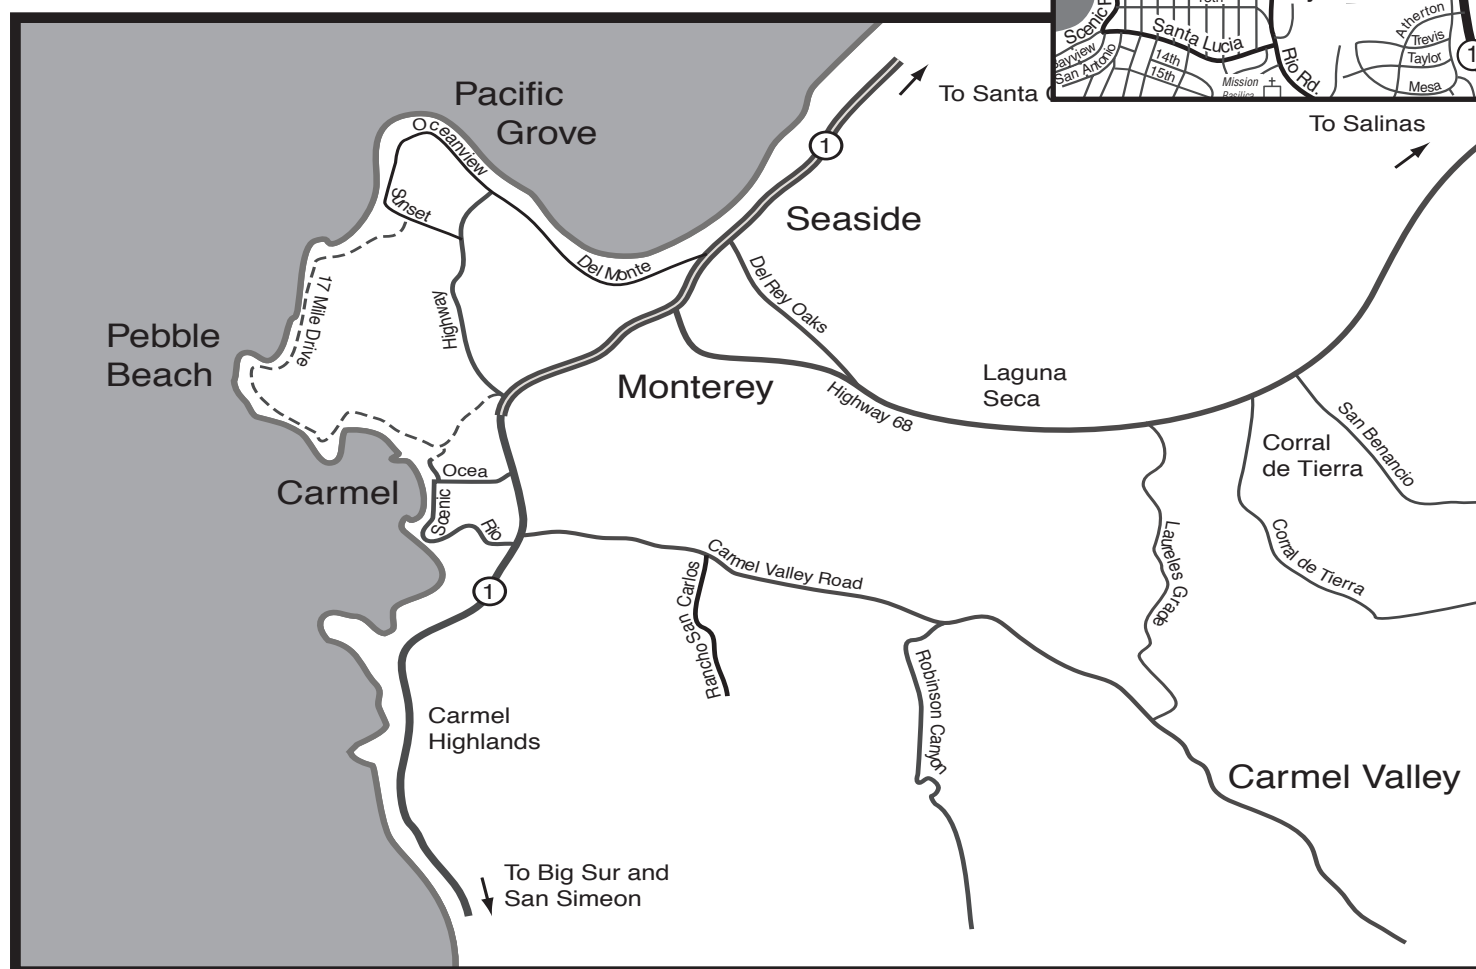 Scenic
Santa Lucia
San Antonio
14th
15th
Mission
Rio Rd.
Atherton
Trevis
Taylor
Mesa
1
Pacific
Grove
Oceanview
To Santa
To Salinas
1
Sunset
Seaside
Del Monte
Del Rey Oaks
17 Mile Drive
Highway
Pebble
Beach
Monterey
Highway 68
Laguna
Seca
San Benancio
Corral
de Tierra
Ocea
Carmel
Scenic
Rio
Carmel Valley Road
Laureles Grade
Corral de Tierra
1
Rancho San Carlos
Robinson Canyon
Carmel
Highlands
Carmel Valley
To Big Sur and
San Simeon